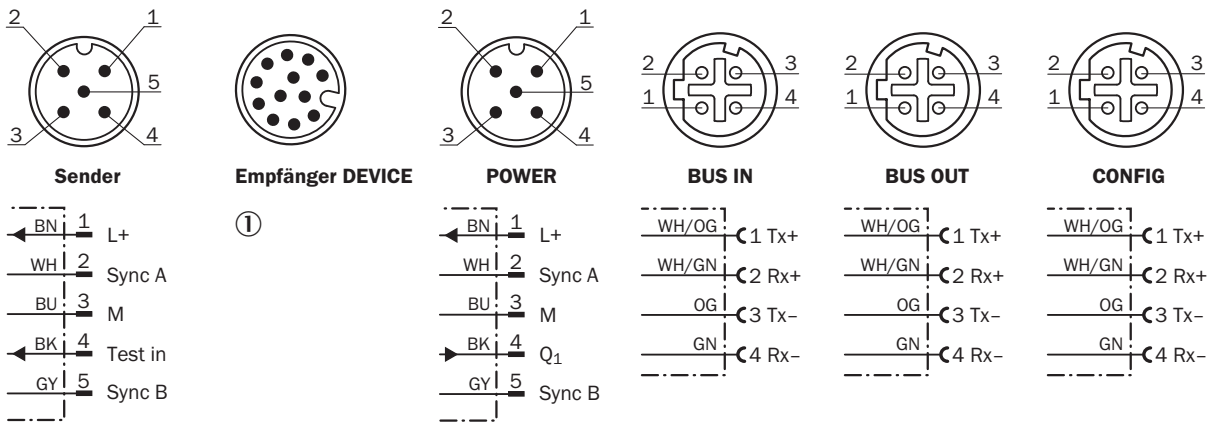 2 1
5
3 4
Sender
BN 1 L+
WH 2 Sync A
BU 3 M
BK 4 Test in
GY 5 Sync B
Empfänger DEVICE
①
2 1
5
3 4
POWER
BN 1 L+
WH 2 Sync A
BU 3 M
BK 4 Q1
GY 5 Sync B
2 3
1 4
BUS IN
WH/OG 1 Tx+
WH/GN 2 Rx+
OG 3 Tx–
GN 4 Rx–
2 3
1 4
BUS OUT
WH/OG 1 Tx+
WH/GN 2 Rx+
OG 3 Tx–
GN 4 Rx–
2 3
1 4
CONFIG
WH/OG 1 Tx+
WH/GN 2 Rx+
OG 3 Tx–
GN 4 Rx–